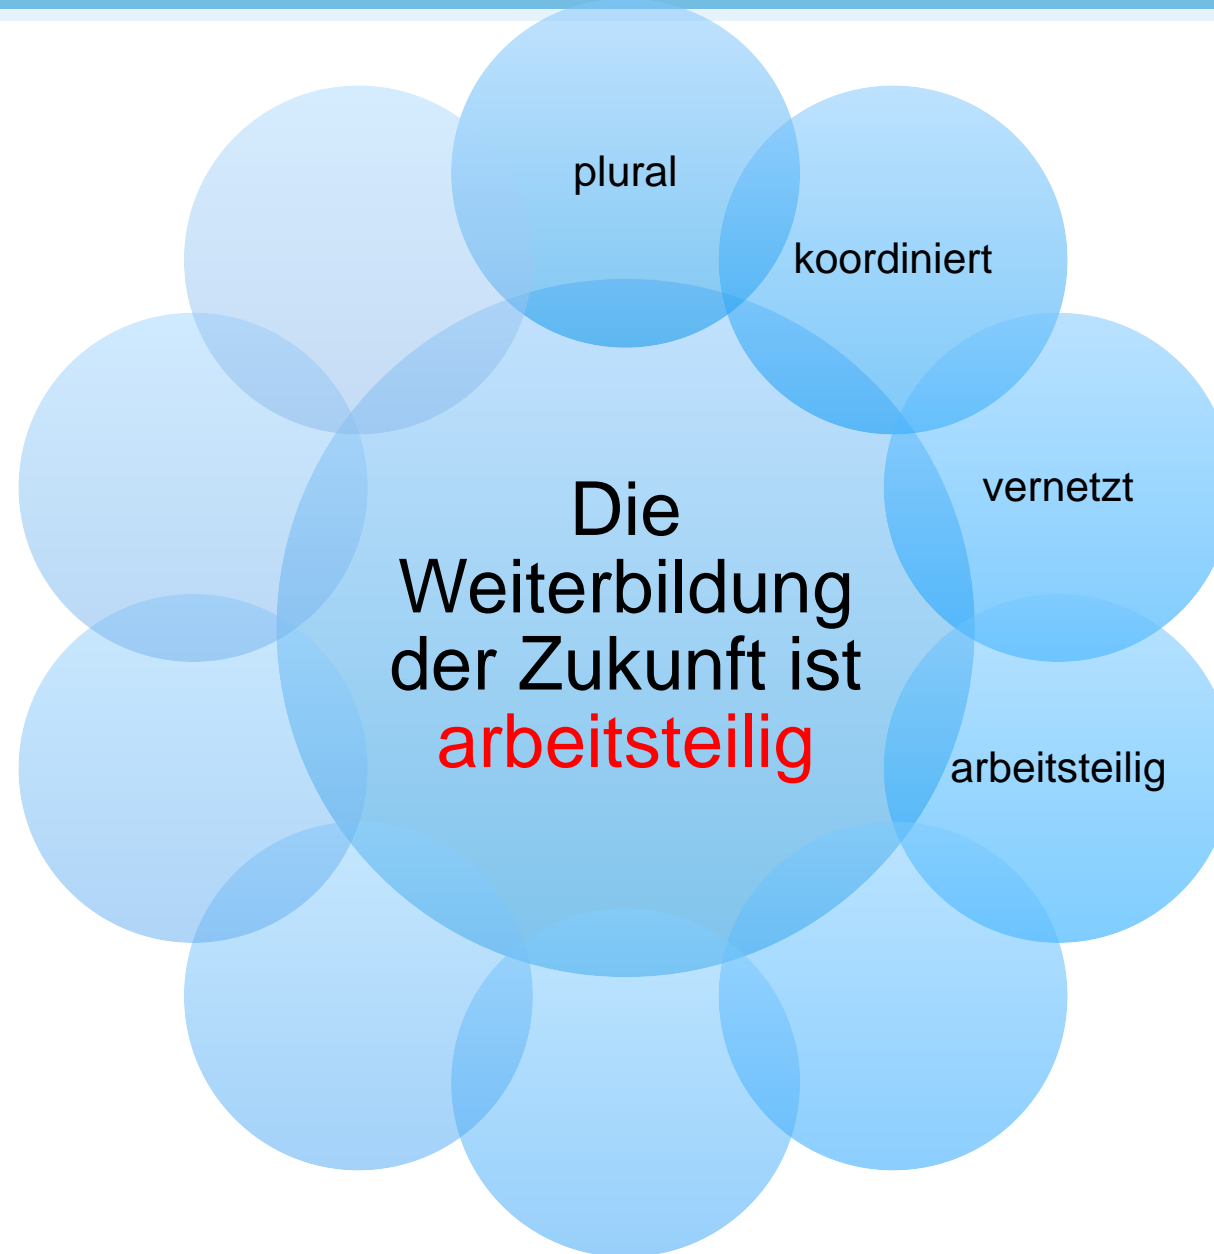 plural
koordiniert
vernetzt
Die
Weiterbildung
der Zukunft ist
arbeitsteilig
arbeitsteilig